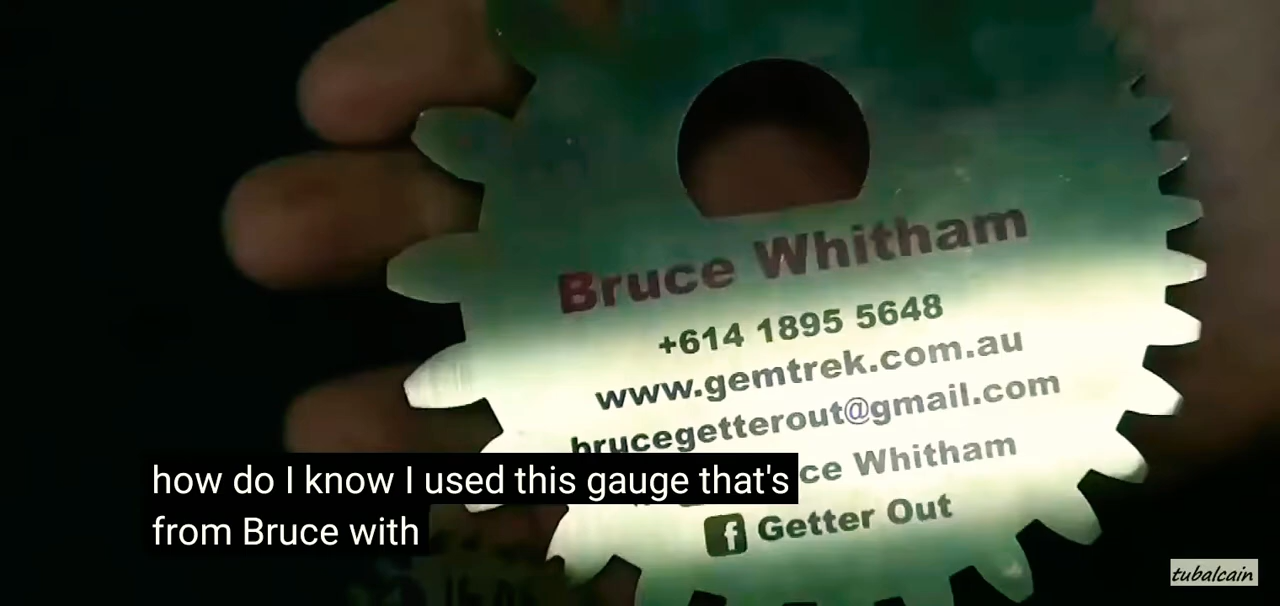 Bruce Whitham
+614 1895 5648
www.gemtrek.com.au
brucegetterout@gmail.com
Whitham
Getter Out
how do I know I used this gauge that's
from Bruce with
tubalcain